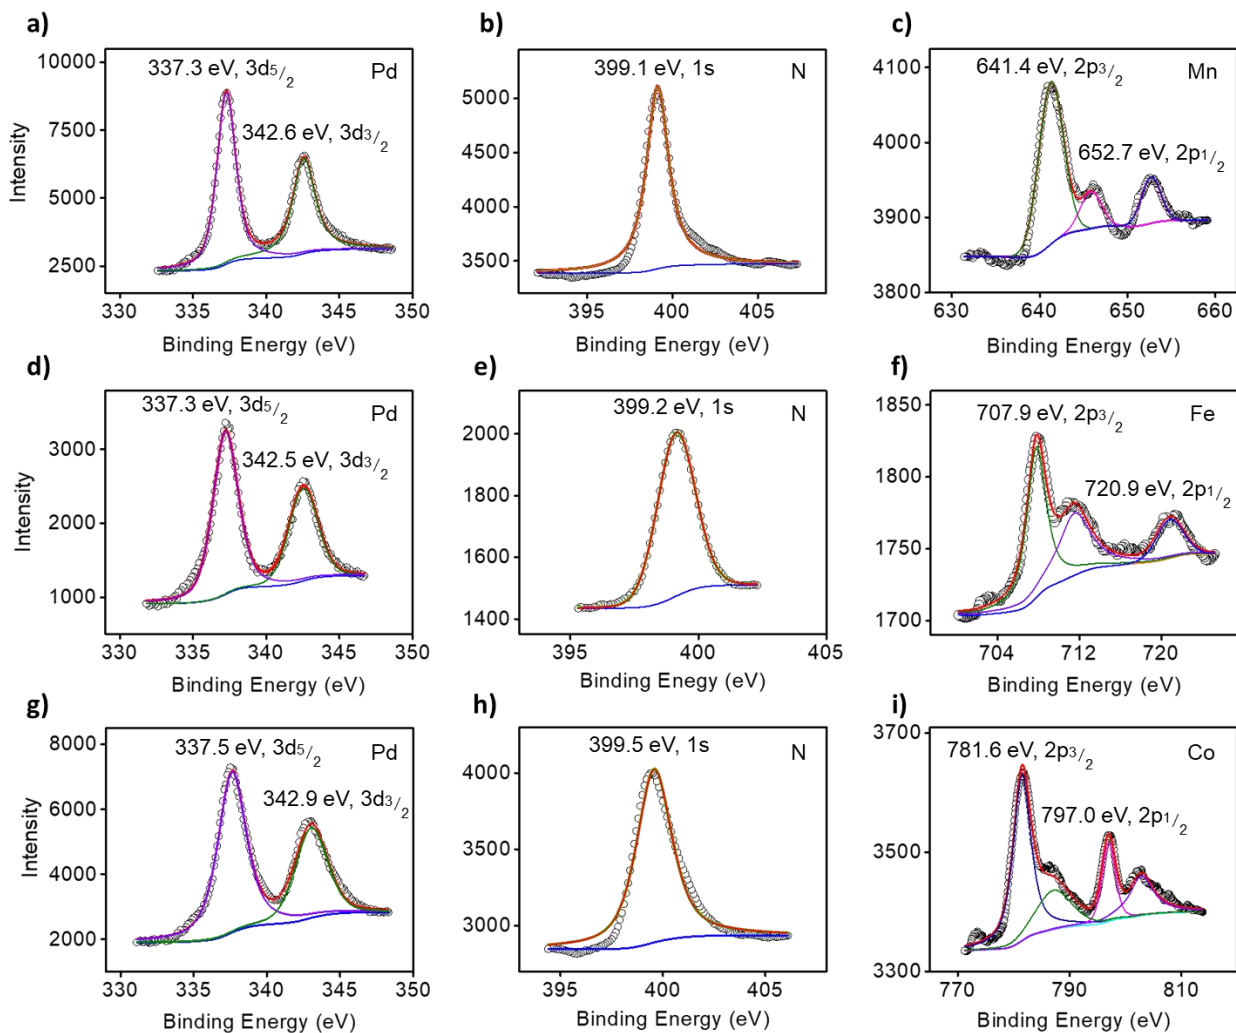 a)
337.3 eV, 3d5/2
Pd
342.6 eV, 3d3/2
10000
7500
5000
2500
Intensity
330 335 340 345 350
Binding Energy (eV)
b)
399.1 eV, 1s
N
5000
4500
4000
3500
395 400 405
Binding Energy (eV)
c)
641.4 eV, 2p3/2
Mn
652.7 eV, 2p1/2
4100
4000
3900
3800
630 640 650 660
Binding Energy (eV)
d)
337.3 eV, 3d5/2
Pd
342.5 eV, 3d3/2
3000
2000
1000
Intensity
330 335 340 345 350
Binding Energy (eV)
e)
399.2 eV, 1s
N
2000
1800
1600
1400
395 400 405
Binding Enegy (eV)
f)
707.9 eV, 2p3/2
Fe
720.9 eV, 2p1/2
1850
1800
1750
1700
704 712 720
Binding Energy (eV)
g)
337.5 eV, 3d5/2
Pd
342.9 eV, 3d3/2
8000
6000
4000
2000
Intensity
330 335 340 345 350
Binding Energy (eV)
h)
399.5 eV, 1s
N
4000
3000
395 400 405
Binding Energy (eV)
i)
781.6 eV, 2p3/2
Co
797.0 eV, 2p1/2
3700
3500
3300
770 790 810
Binding Energy (eV)